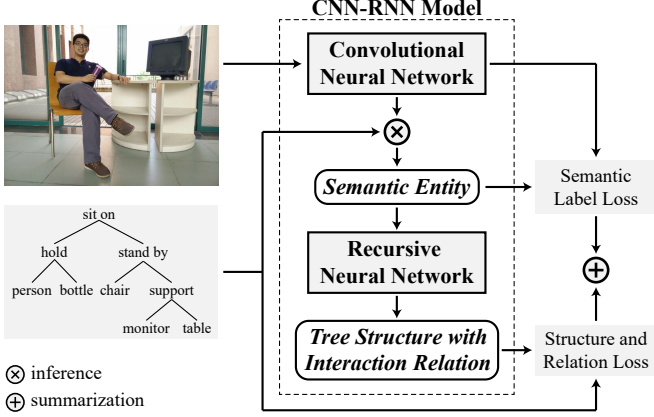 CNN-RNN Model
Convolutional
Neural Network
Semantic Entity
Semantic
Label Loss
Recursive
Neural Network
Tree Structure with
Interaction Relation
Structure and
Relation Loss
sit on
hold
stand by
person
bottle
chair
support
monitor
table
inference
summarization